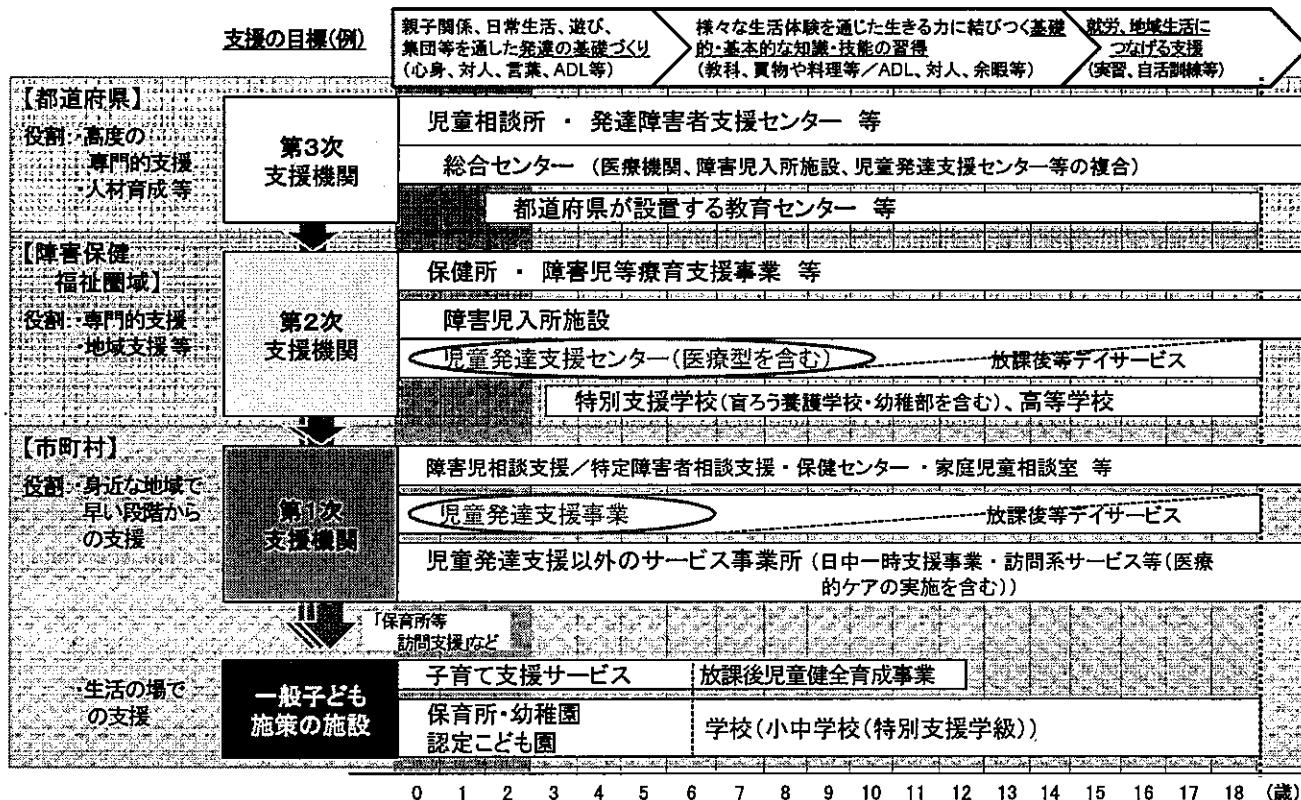 支援の目標(例)
親子関係、日常生活、遊び、
集団等を通した発達の基礎づくり
(心身、対人、言葉、ADL等)
様々な生活体験を通じた生きる力に結びつく基礎
的・基本的な知識・技能の習得
(教科、買物や料理等／ADL、対人、余暇等)
就労、地域生活に
つなげる支援
(実習、自活訓練等)
【都道府県】
役割・高度の
専門的支援
・人材育成等
第3次
支援機関
児童相談所 ・ 発達障害者支援センター 等
総合センター (医療機関、障害児入所施設、児童発達支援センター等の複合)
都道府県が設置する教育センター 等
【障害保健
福祉圏域】
役割・専門的支援
・地域支援等
第2次
支援機関
保健所 ・ 障害児等療育支援事業 等
障害児入所施設
児童発達支援センター(医療型を含む)
放課後等デイサービス
特別支援学校(盲ろう養護学校・幼稚部を含む)、高等学校
【市町村】
役割・身近な地域で
早い段階から
の支援
第1次
支援機関
障害児相談支援／特定障害者相談支援・保健センター ・家庭児童相談室 等
児童発達支援事業
放課後等デイサービス
児童発達支援以外のサービス事業所 (日中一時支援事業・訪問系サービス等(医療
的ケアの実施を含む))
「保育所等
訪問支援」など
・生活の場で
の支援
一般子ども
施策の施設
子育て支援サービス
放課後児童健全育成事業
保育所・幼稚園
認定こども園
学校(小中学校(特別支援学級))
0 1 2 3 4 5 6 7 8 9 10 11 12 13 14 15 16 17 18 (歳)